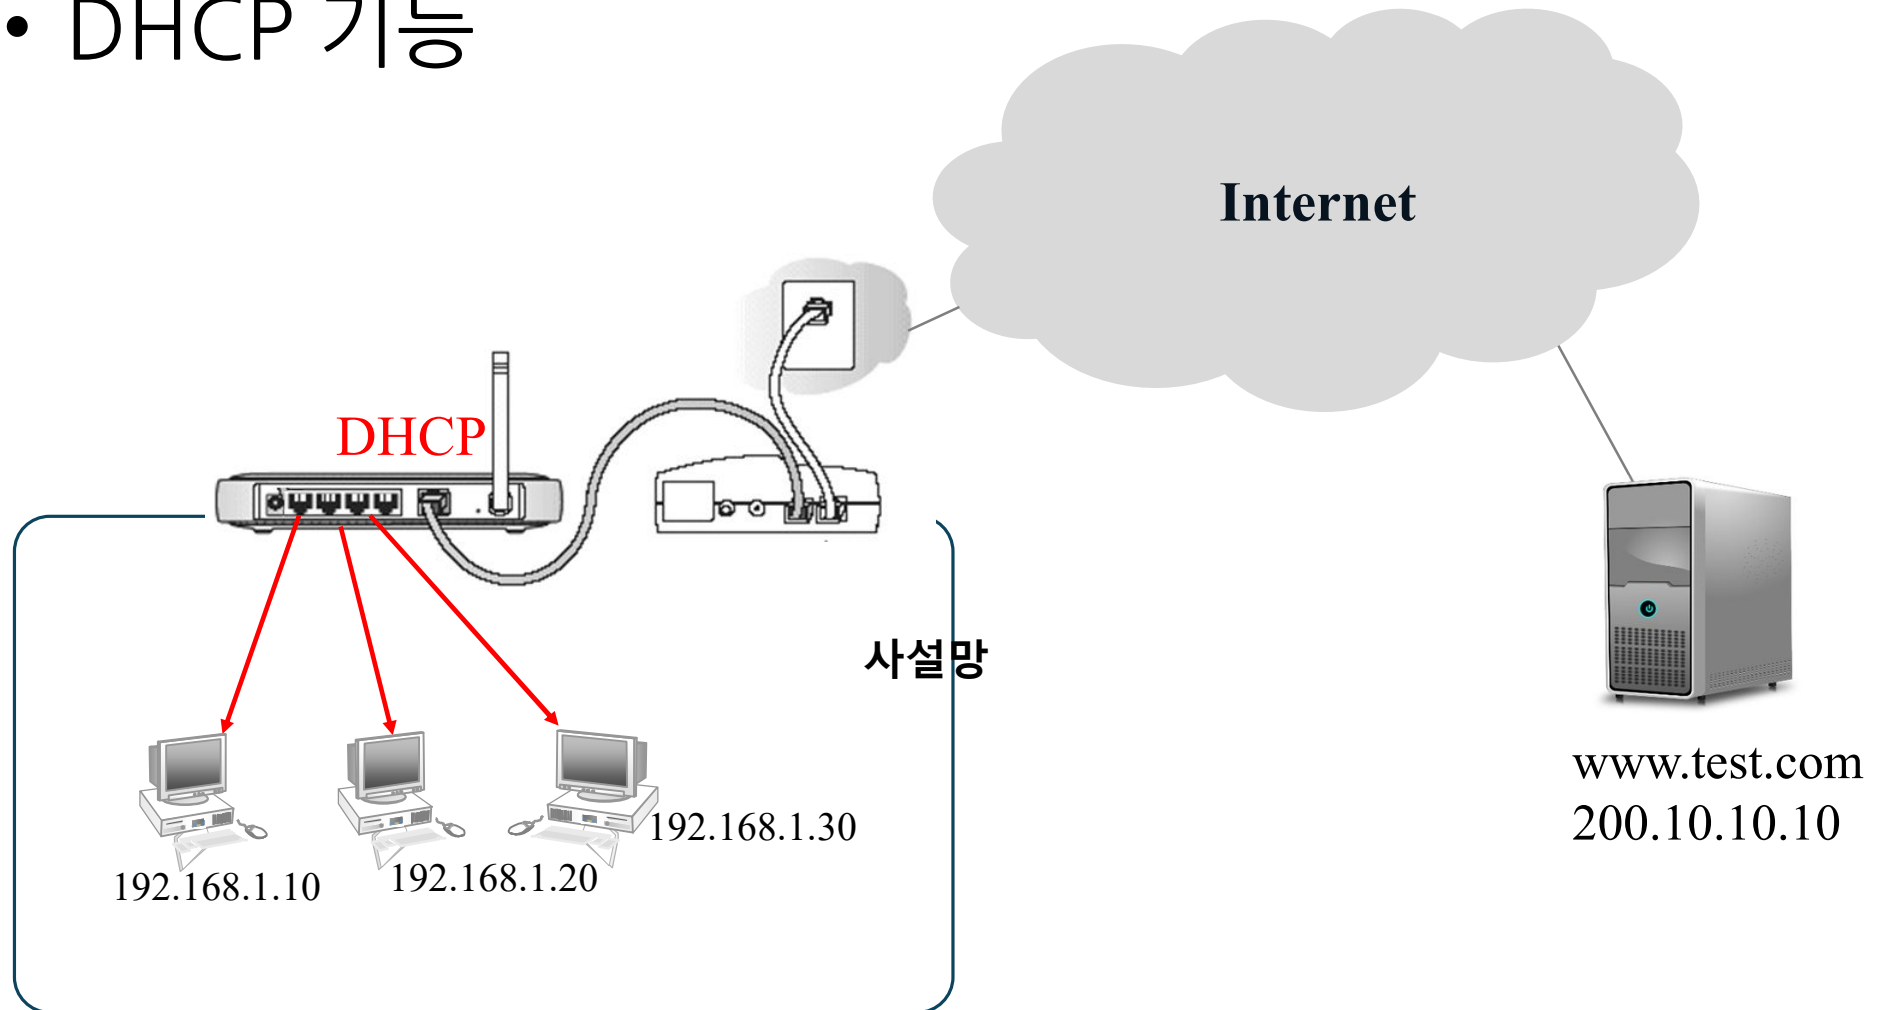 • DHCP 기능
Internet
DHCP
사설망
www.test.com
200.10.10.10
192.168.1.30
192.168.1.20
192.168.1.10